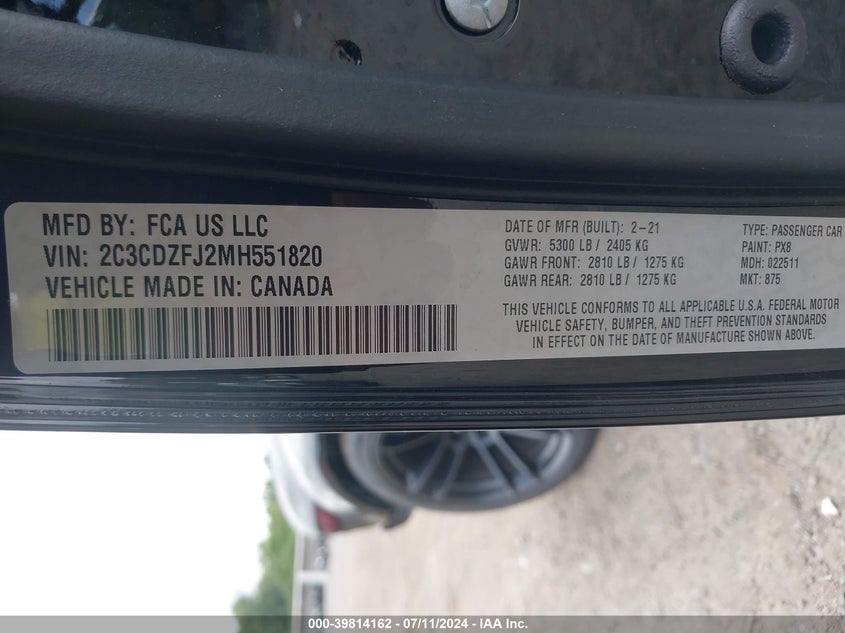 MFD BY: FCA US LLC
VIN: 2C3CDZFJ2MH551820
VEHICLE MADE IN: CANADA
DATE OF MFR (BUILT): 2-21
GVWR: 5300 LB / 2405 KG
GAWR FRONT: 2810 LB / 1275 KG
GAWR REAR: 2810 LB / 1275 KG
TYPE: PASSENGER CAR
PAINT: PX8
MDH: 022511
MKT: 875
THIS VEHICLE CONFORMS TO ALL APPLICABLE U.S.A. FEDERAL MOTOR
VEHICLE SAFETY, BUMPER, AND THEFT PREVENTION STANDARDS
IN EFFECT ON THE DATE OF MANUFACTURE SHOWN ABOVE.
000-39814162 - 07/11/2024 - IAA Inc.